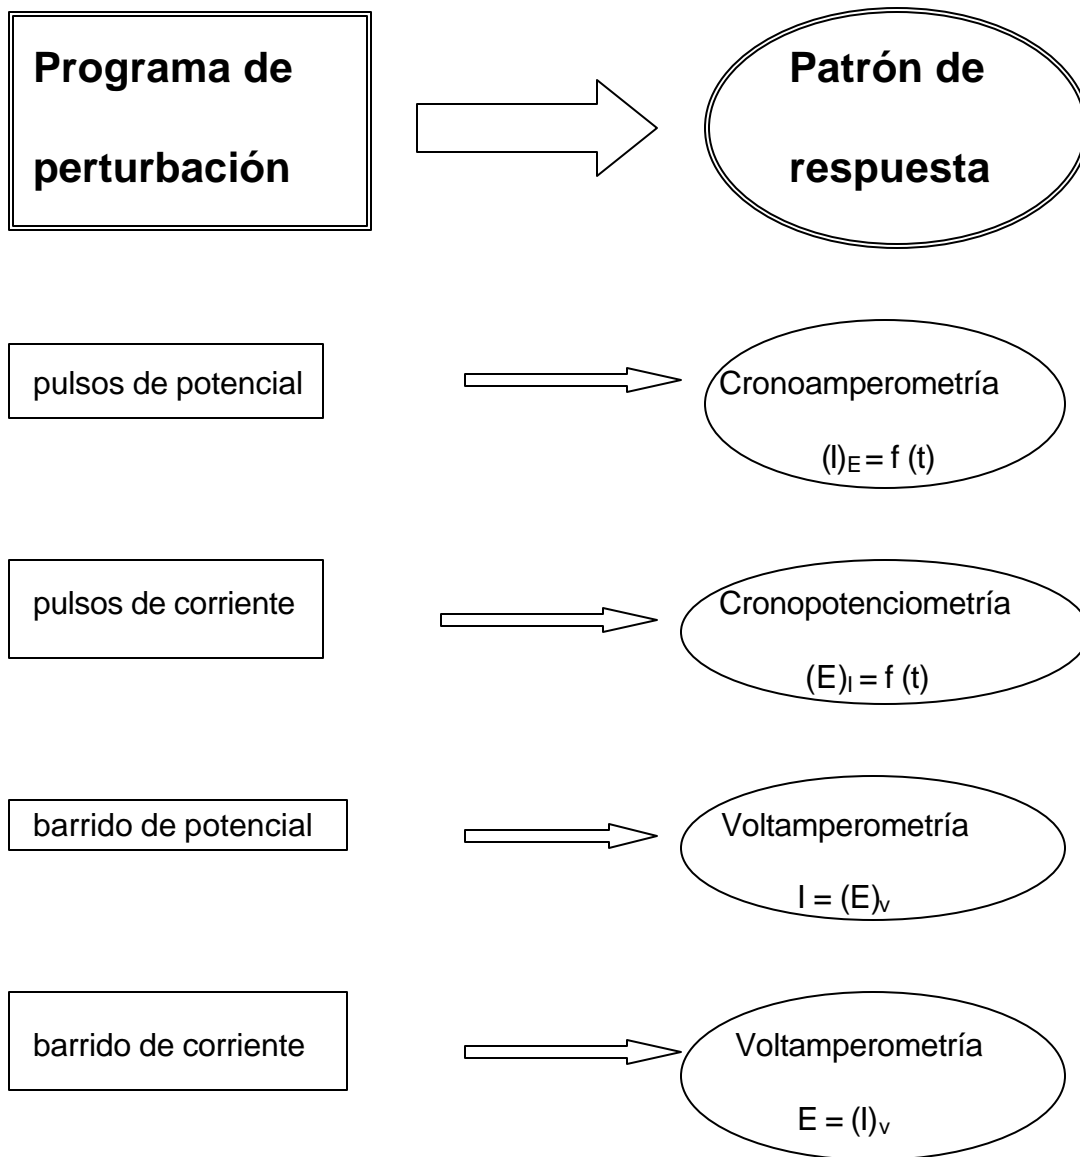 Programa de
perturbación
Patrón de
respuesta
pulsos de potencial
Cronoamperometría
(I)E = f (t)
pulsos de corriente
Cronopotenciometría
(E)I = f (t)
barrido de potencial
Voltamperometría
I = (E)v
barrido de corriente
Voltamperometría
E = (I)v